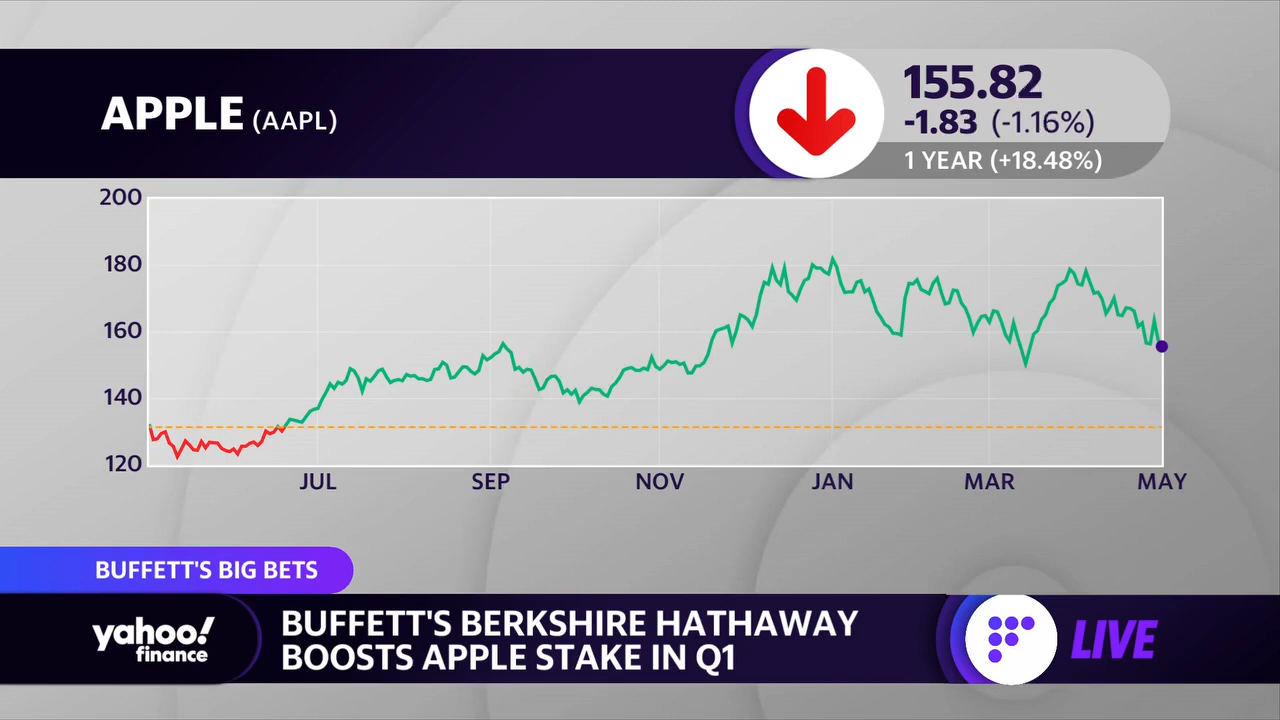 APPLE (AAPL)
155.82
-1.83 (-1.16%)
1 YEAR (+18.48%)
200
180
160
140
120
JUL SEP NOV JAN MAR MAY
BUFFETT'S BIG BETS
yahoo!
finance
BUFFETT'S BERKSHIRE HATHAWAY
BOOSTS APPLE STAKE IN Q1
LIVE